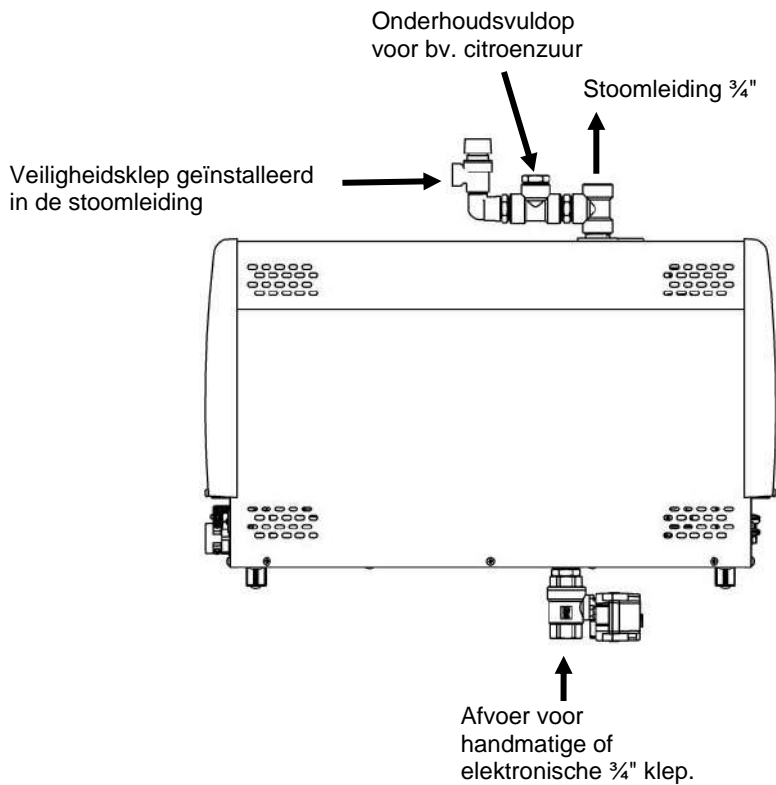 Onderhoudsvuldop
voor bv. citroenzuur
Stoomleiding ¾"
Veiligheidsklep geïnstalleerd
in de stoomleiding
Afvoer voor
handmatige of
elektronische ¾" klep.